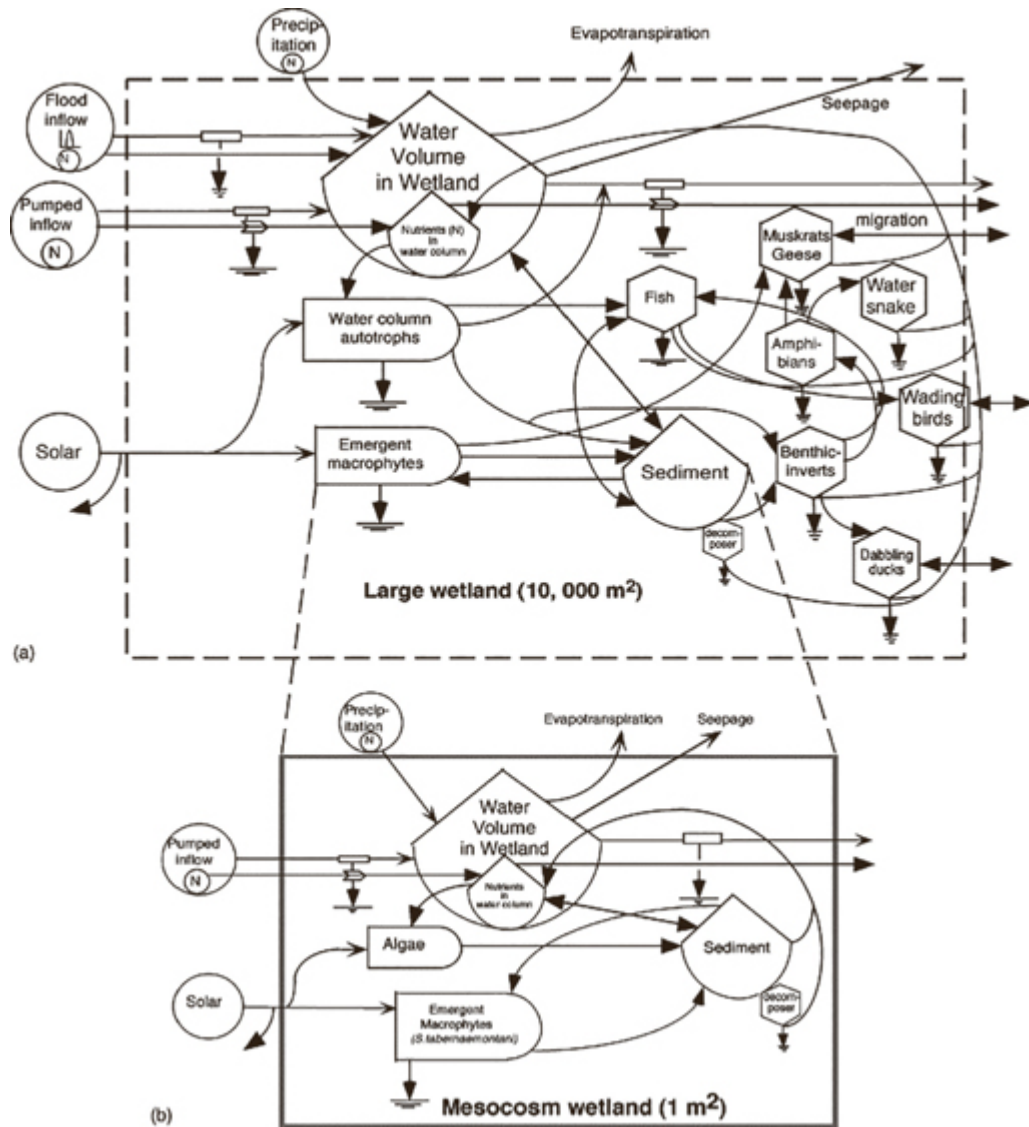 Precip-
itation
N
Evapotranspiration
Seepage
Flood
inflow
N
Water
Volume
in Wetland
Pumped
inflow
N
Nutrients (N)
in
water column
migration
Muskrats
Geese
Water
snake
Fish
Amphi-
bians
Water column
autotrophs
Wading
birds
Solar
Emergent
macrophytes
Sediment
Benthic-
inverts
decom-
poser
Dabbling
ducks
Large wetland (10, 000 m²)
(a)
Precip-
itation
N
Evapotranspiration
Seepage
Water
Volume
in Wetland
Pumped
inflow
N
Nutrients
in
water column
Algae
Sediment
Solar
Emergent
Macrophytes
(S.tabernaemontani)
decom-
poser
(b)
Mesocosm wetland (1 m²)